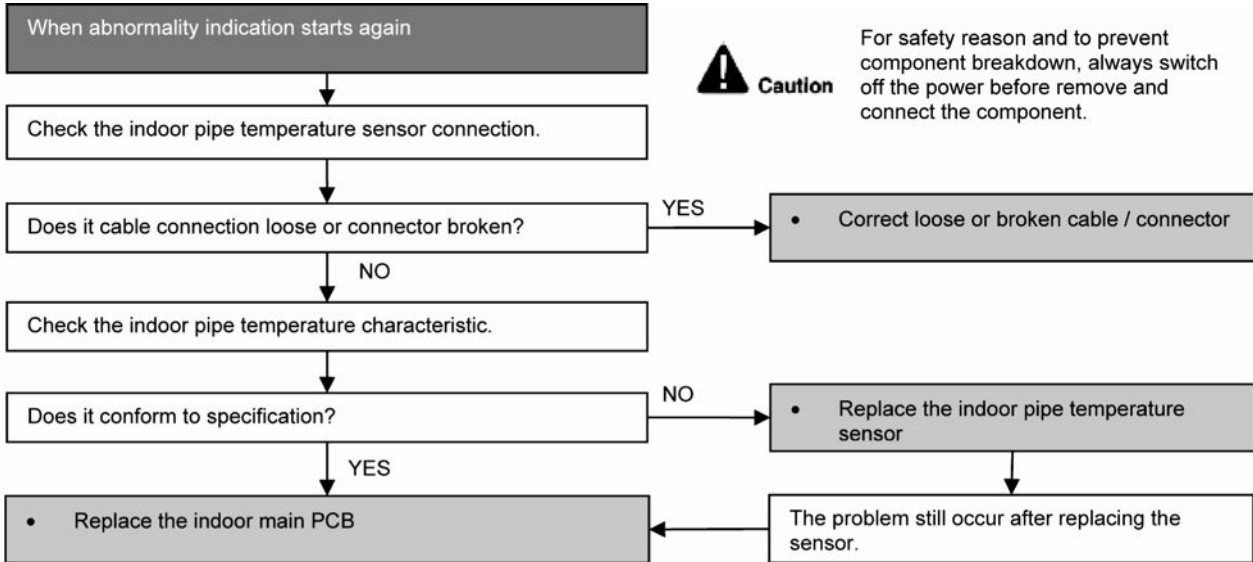 When abnormality indication starts again
For safety reason and to prevent
component breakdown, always switch
off the power before remove and
connect the component.
Caution
Check the indoor pipe temperature sensor connection.
Does it cable connection loose or connector broken?
YES
• Correct loose or broken cable / connector
NO
Check the indoor pipe temperature characteristic.
Does it conform to specification?
NO
• Replace the indoor pipe temperature
sensor
YES
• Replace the indoor main PCB
The problem still occur after replacing the
sensor.